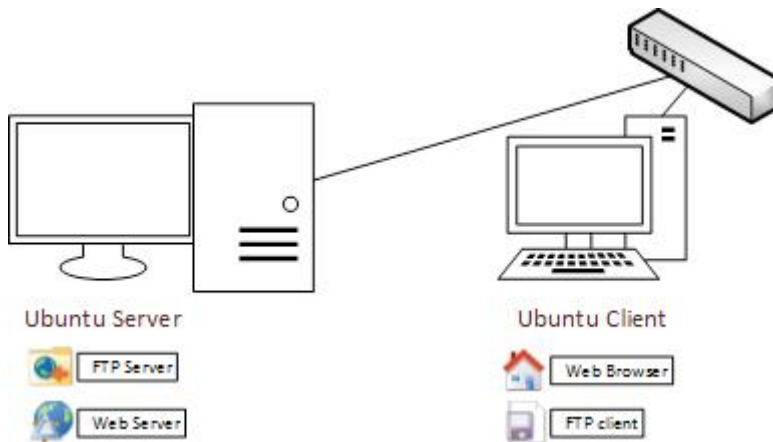 Ubuntu Server
FTP Server
Web Server
Ubuntu Client
Web Browser
FTP client